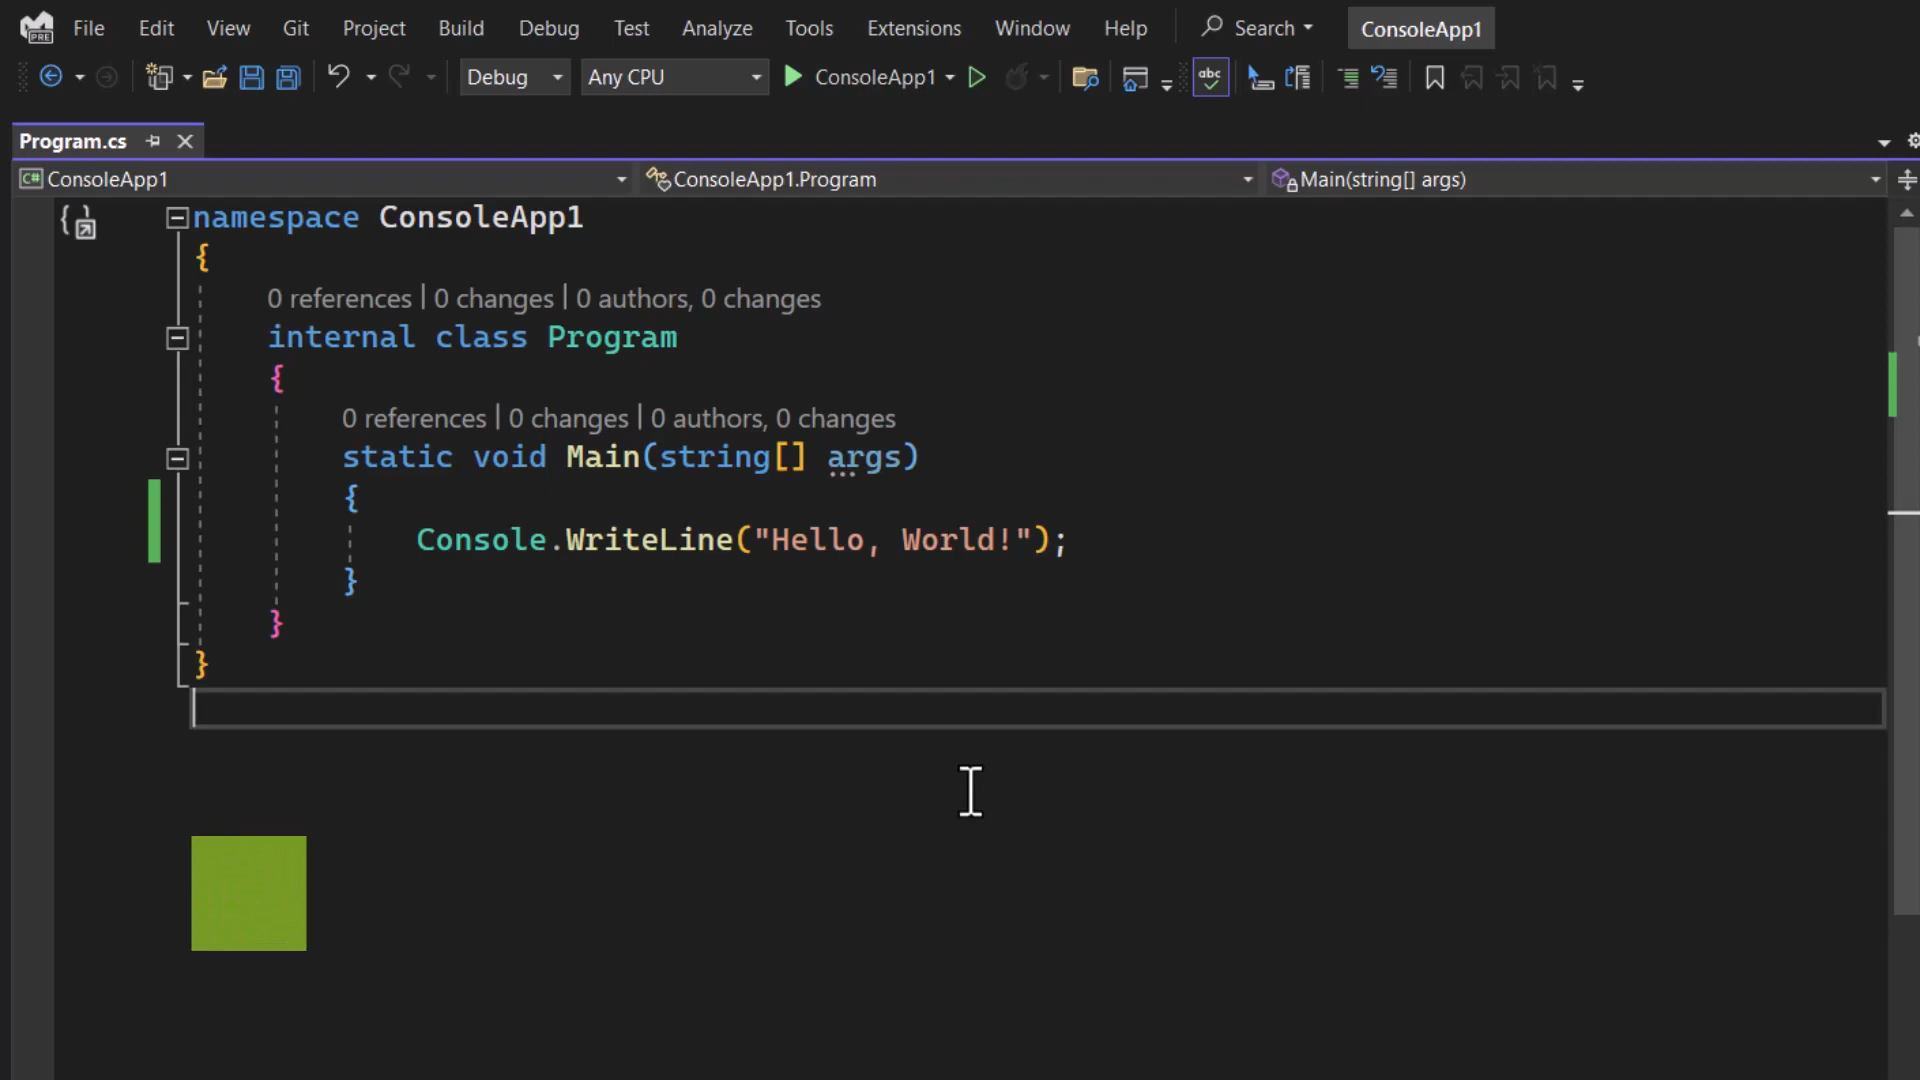 File Edit View Git Project Build Debug Test Analyze Tools Extensions Window Help Search ConsoleApp1
Debug Any CPU ConsoleApp1 abc
Program.cs
C# ConsoleApp1 ConsoleApp1.Program Main(string[] args)
namespace ConsoleApp1
{
0 references | 0 changes | 0 authors, 0 changes
internal class Program
{
0 references | 0 changes | 0 authors, 0 changes
static void Main(string[] args)
{
Console.WriteLine("Hello, World!");
}
}
}